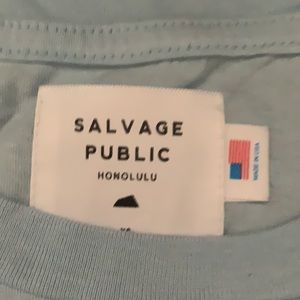 SALVAGE
PUBLIC
HONOLULU
MADE IN USA